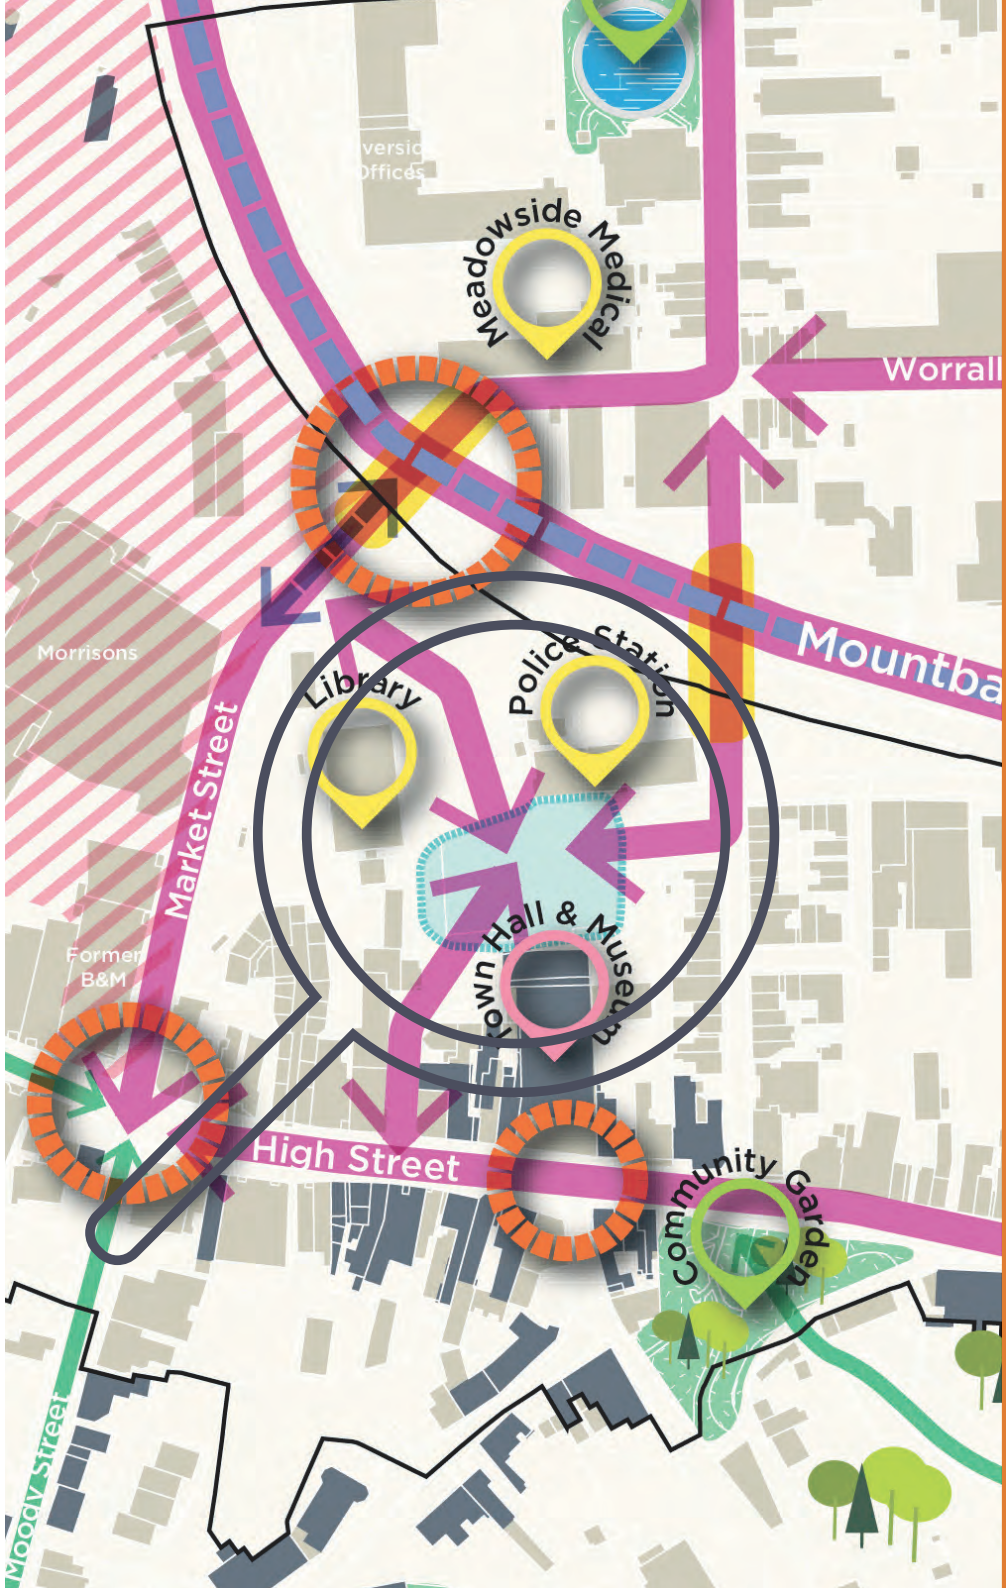 Offices
Meadowside Medical
Worrall
Mountba
Morrisons
Library
Police Station
Market Street
Town Hall & Museum
Former
B&M
High Street
Community Garden
Moody Street